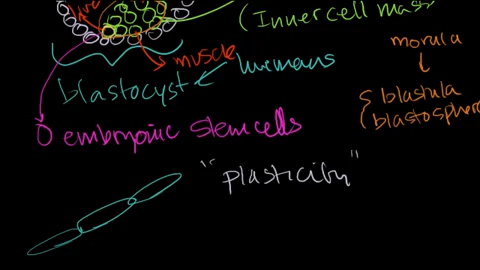 (Inner cell mass
muscle
humans
morula
blastocyst
blastula
(blastosphere
embryonic stem cells
"plasticity"